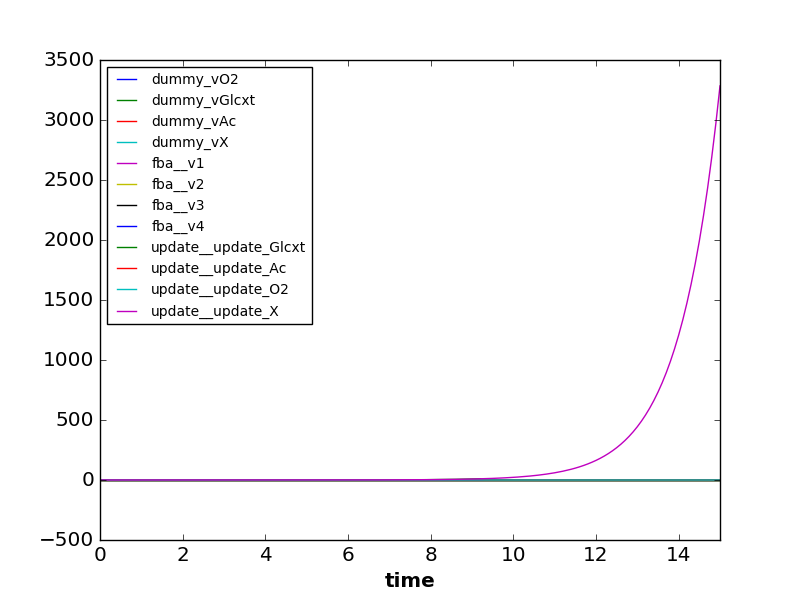 3500
3000
2500
2000
1500
1000
500
0
−500
dummy_vO2
dummy_vGlcxt
dummy_vAc
dummy_vX
fba__v1
fba__v2
fba__v3
fba__v4
update__update_Glcxt
update__update_Ac
update__update_O2
update__update_X
0 2 4 6 8 10 12 14
time